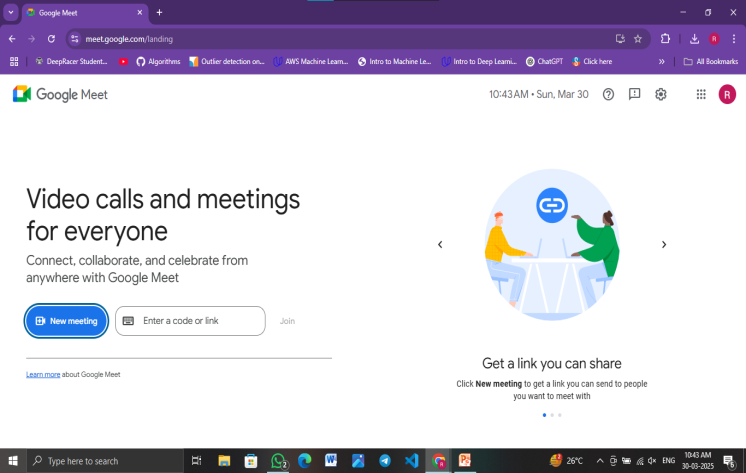 Google Meet
meet.google.com/landing
R
DeepRacer Student...
Algorithms
Outlier detection on...
AWS Machine Learn...
Intro to Machine Le...
Intro to Deep Learni...
ChatGPT
Click here
»
All Bookmarks
Google Meet
10:43 AM • Sun, Mar 30
R
Video calls and meetings
for everyone
Connect, collaborate, and celebrate from
anywhere with Google Meet
New meeting
Enter a code or link
Join
Learn more about Google Meet
Get a link you can share
Click New meeting to get a link you can send to people
you want to meet with
Type here to search
2
26°C
ENG
10:43 AM
30-03-2025